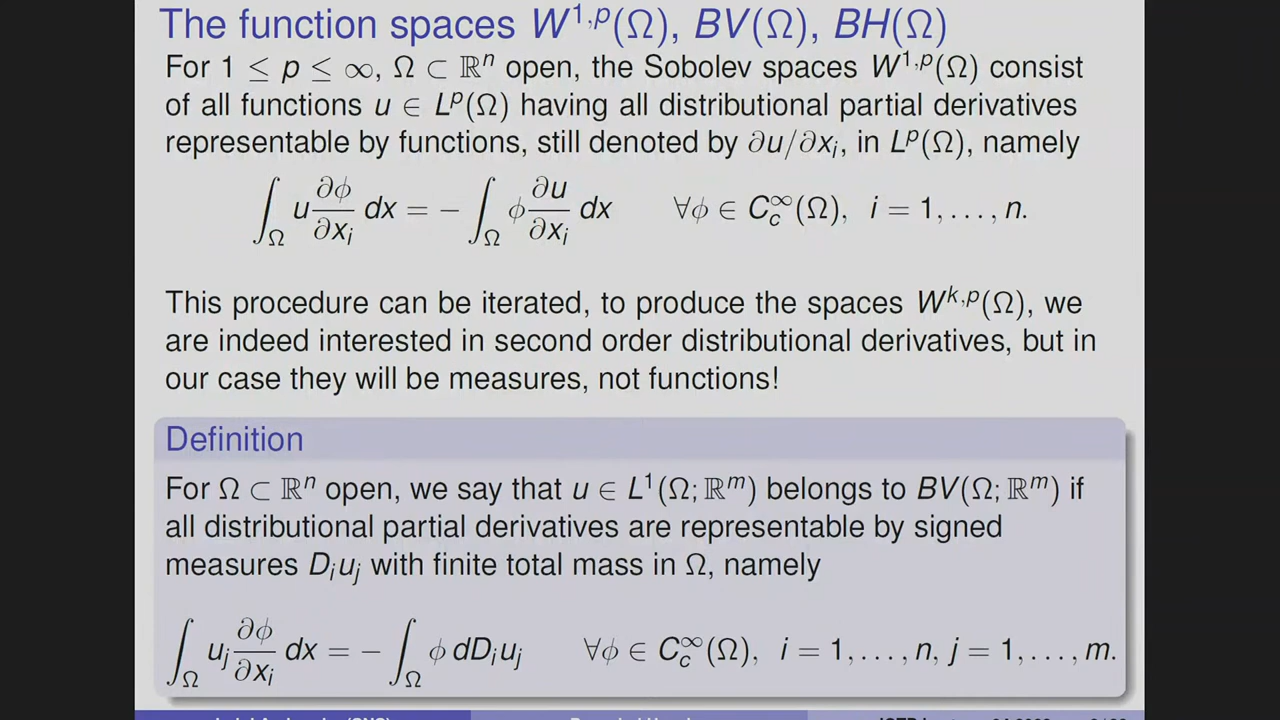 The function spaces W^{1,p}(Ω), BV(Ω), BH(Ω)
For 1 ≤ p ≤ ∞, Ω ⊂ ℝⁿ open, the Sobolev spaces W^{1,p}(Ω) consist
of all functions u ∈ L^p(Ω) having all distributional partial derivatives
representable by functions, still denoted by ∂u/∂x_i, in L^p(Ω), namely
∫_Ω u ∂φ/∂x_i dx = − ∫_Ω φ ∂u/∂x_i dx ∀φ ∈ C_c^∞(Ω), i = 1, . . . , n.
This procedure can be iterated, to produce the spaces W^{k,p}(Ω), we
are indeed interested in second order distributional derivatives, but in
our case they will be measures, not functions!
Definition
For Ω ⊂ ℝⁿ open, we say that u ∈ L¹(Ω; ℝ^m) belongs to BV(Ω; ℝ^m) if
all distributional partial derivatives are representable by signed
measures D_i u_j with finite total mass in Ω, namely
∫_Ω u_j ∂φ/∂x_i dx = − ∫_Ω φ dD_i u_j ∀φ ∈ C_c^∞(Ω), i = 1, . . . , n, j = 1, . . . , m.